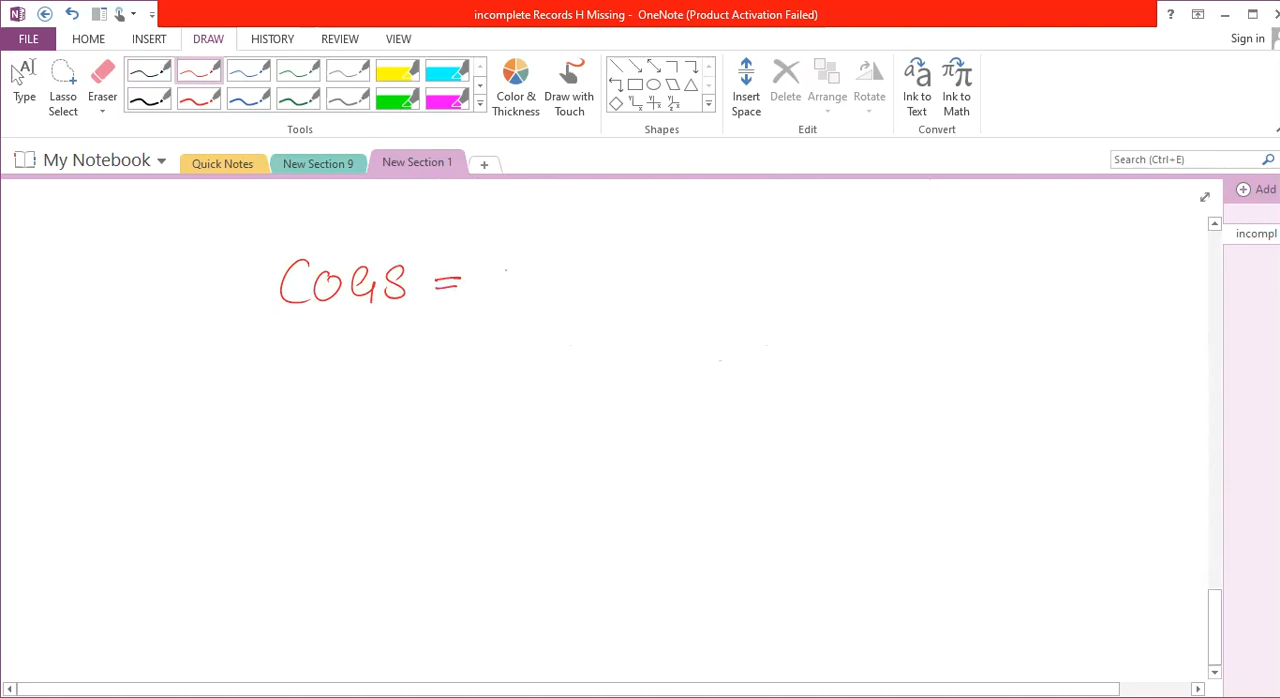 incomplete Records H Missing - OneNote (Product Activation Failed)
?
FILE HOME INSERT DRAW HISTORY REVIEW VIEW
Sign in
Type
Lasso Select
Eraser
Color & Thickness
Draw with Touch
Insert Space
Delete
Arrange
Rotate
Ink to Text
Ink to Math
Tools
Shapes
Edit
Convert
My Notebook
Quick Notes
New Section 9
New Section 1
Search (Ctrl+E)
Add
incompl
COGS =